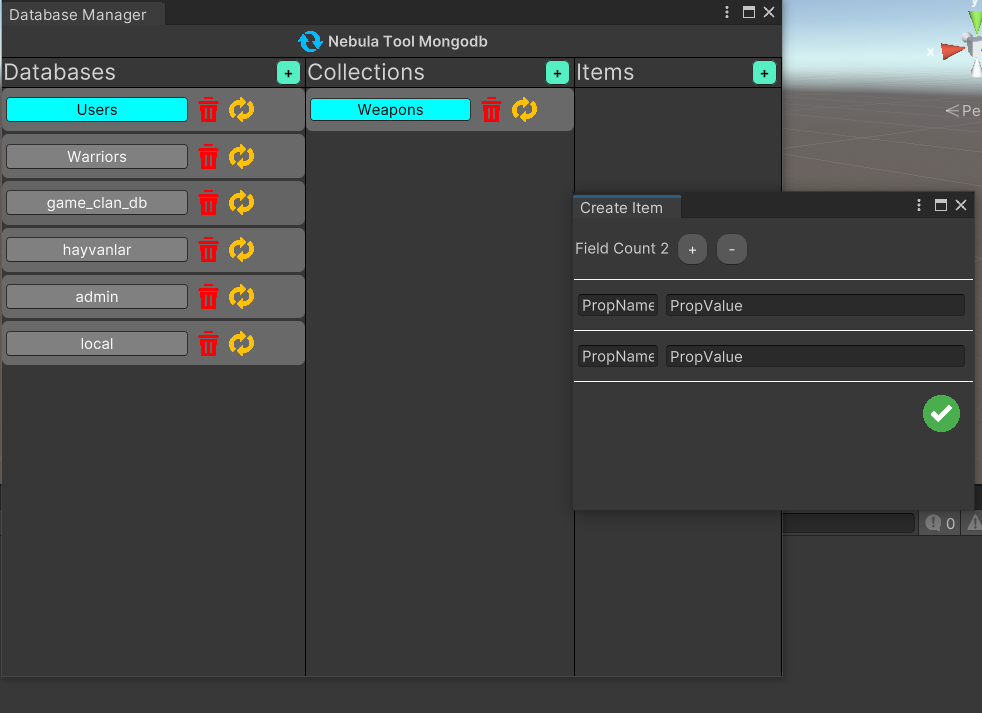 Database Manager
Nebula Tool Mongodb
Databases
+
Collections
+
Items
+
Users
Weapons
Warriors
game_clan_db
hayvanlar
admin
local
Create Item
Field Count 2
+
-
PropName
PropValue
PropName
PropValue
x
y
Pe
0